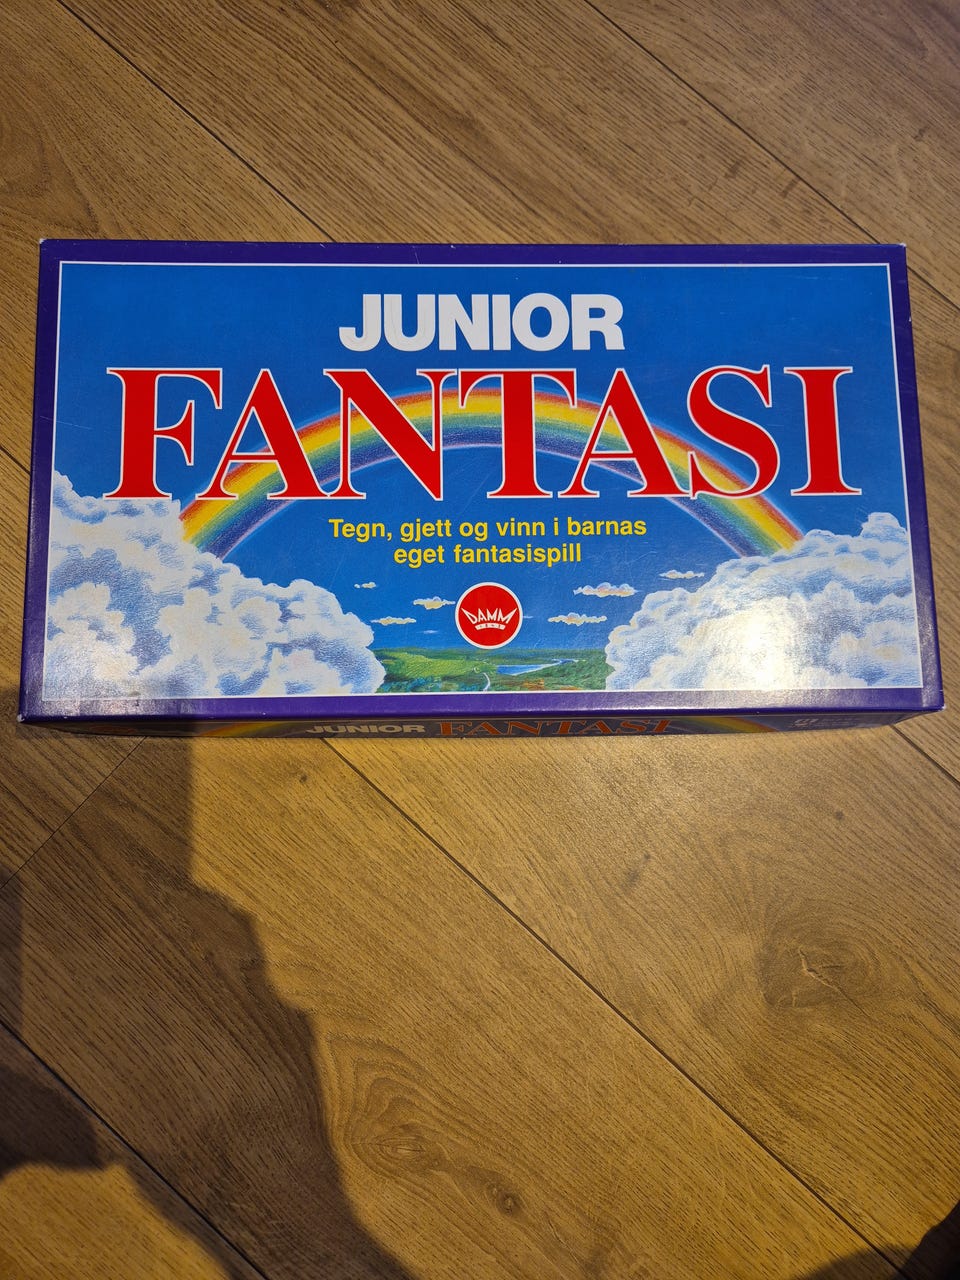 JUNIOR
FANTASI
Tegn, gjett og vinn i barnas
eget fantasispill
DAMM
JUNIOR FANTASI